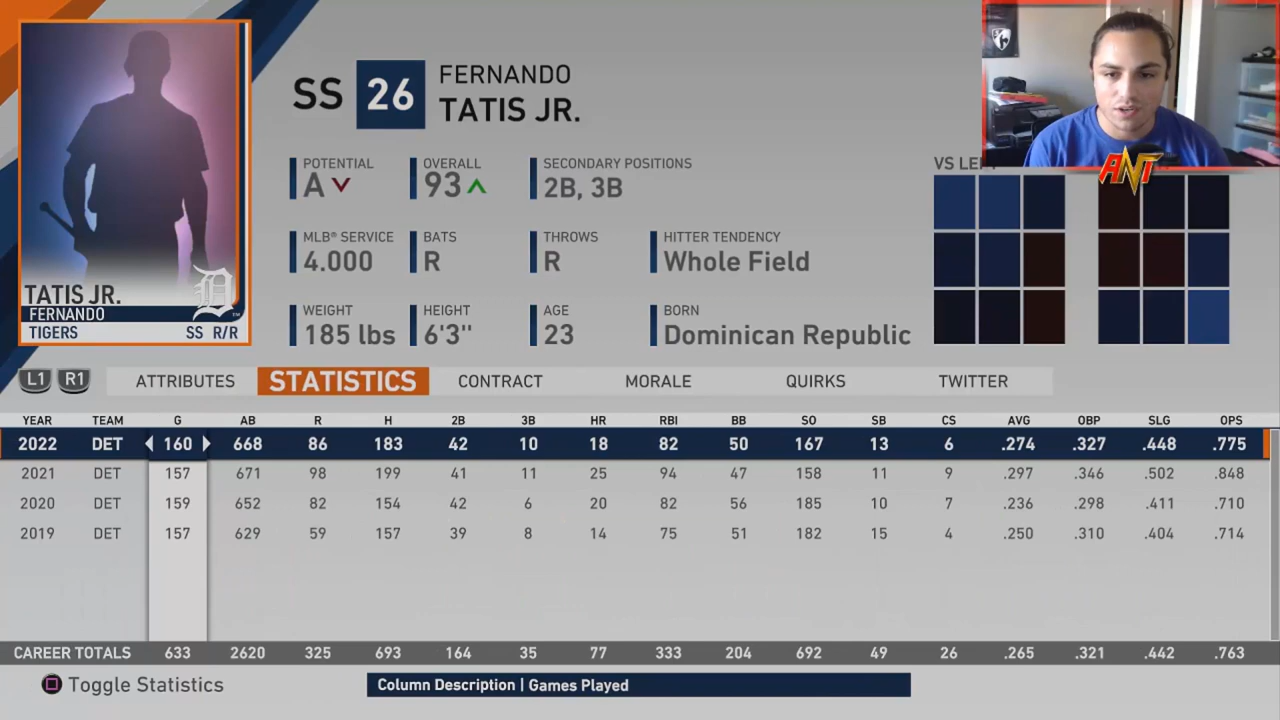 SS 26 FERNANDO
TATIS JR.
POTENTIAL OVERALL SECONDARY POSITIONS
A 93 2B, 3B
MLB® SERVICE BATS THROWS HITTER TENDENCY
4.000 R R Whole Field
WEIGHT HEIGHT AGE BORN
185 lbs 6'3" 23 Dominican Republic
TATIS JR.
FERNANDO
TIGERS SS R/R
VS LEFT
ANT
L1 R1 ATTRIBUTES STATISTICS CONTRACT MORALE QUIRKS TWITTER
YEAR TEAM G AB R H 2B 3B HR RBI BB SO SB CS AVG OBP SLG OPS
2022 DET 160 668 86 183 42 10 18 82 50 167 13 6 .274 .327 .448 .775
2021 DET 157 671 98 199 41 11 25 94 47 158 11 9 .297 .346 .502 .848
2020 DET 159 652 82 154 42 6 20 82 56 185 10 7 .236 .298 .411 .710
2019 DET 157 629 59 157 39 8 14 75 51 182 15 4 .250 .310 .404 .714
CAREER TOTALS 633 2620 325 693 164 35 77 333 204 692 49 26 .265 .321 .442 .763
Toggle Statistics
Column Description | Games Played